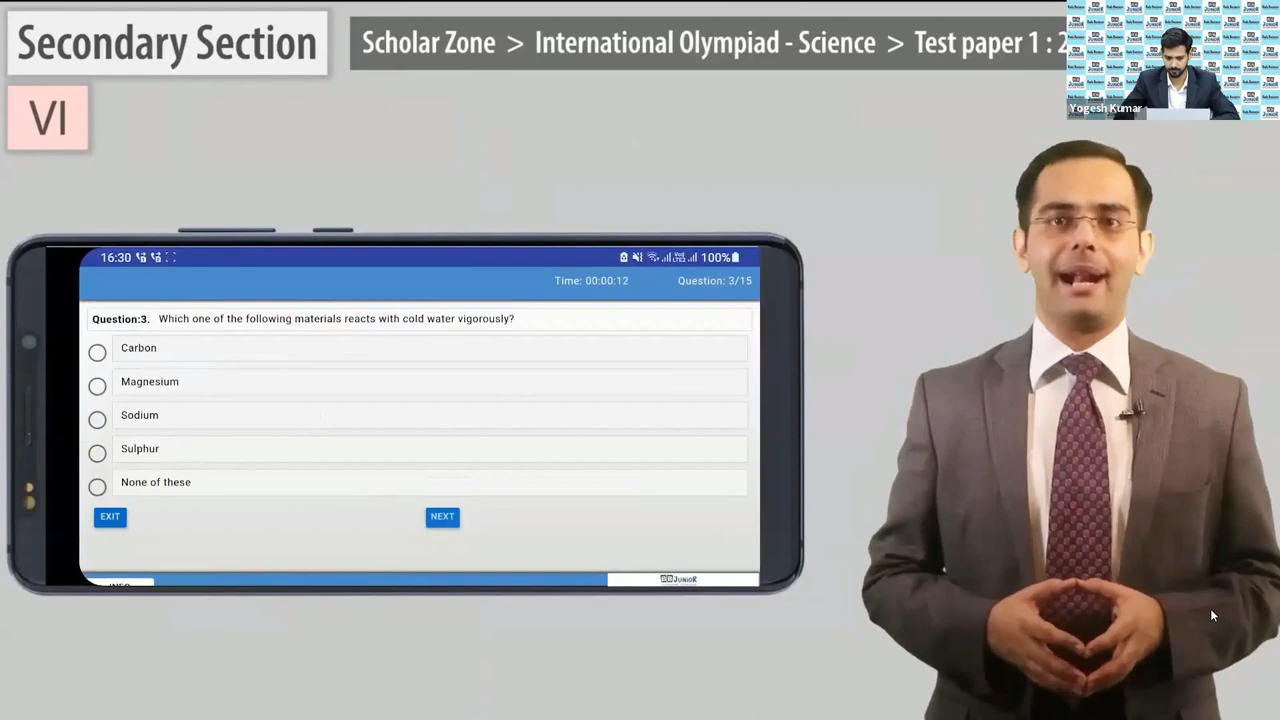 Secondary Section
VI
Zone > International Olympiad - Science > Test paper 1 :
Yogesh Kumar
16:30
100%
Time: 00:00:12 Question: 3/15
Question:3. Which one of the following materials reacts with cold water vigorously?
Carbon
Magnesium
Sodium
Sulphur
None of these
EXIT NEXT
JUNIOR